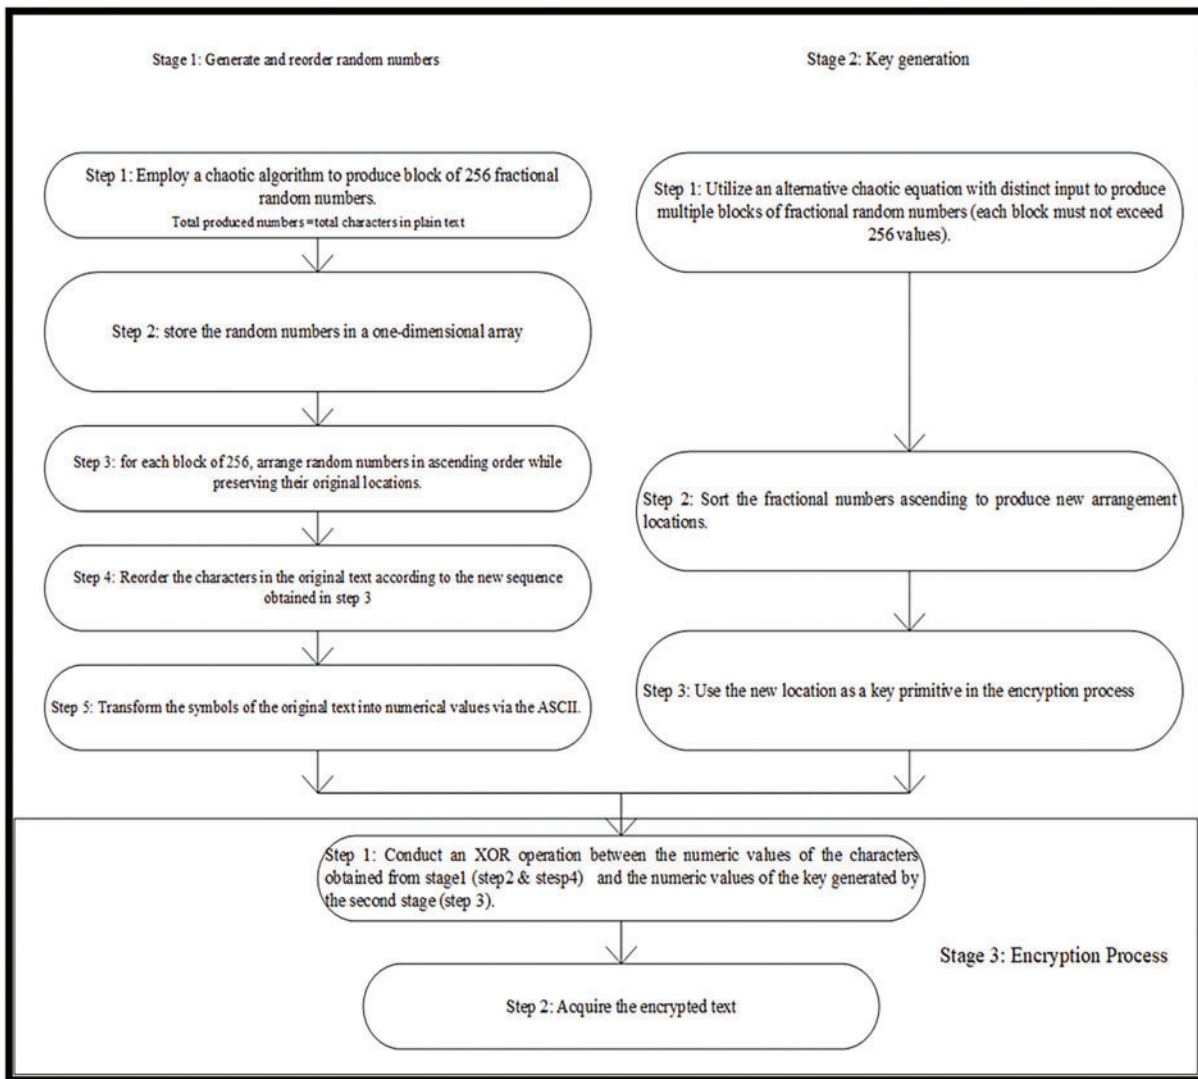 Stage 1: Generate and reorder random numbers
Stage 2: Key generation
Step 1: Employ a chaotic algorithm to produce block of 256 fractional
random numbers.
Total produced numbers=total characters in plain text
Step 2: store the random numbers in a one-dimensional array
Step 3: for each block of 256, arrange random numbers in ascending order while
preserving their original locations.
Step 4: Reorder the characters in the original text according to the new sequence
obtained in step 3
Step 5: Transform the symbols of the original text into numerical values via the ASCII.
Step 1: Utilize an alternative chaotic equation with distinct input to produce
multiple blocks of fractional random numbers (each block must not exceed
256 values).
Step 2: Sort the fractional numbers ascending to produce new arrangement
locations.
Step 3: Use the new location as a key primitive in the encryption process
Step 1: Conduct an XOR operation between the numeric values of the characters
obtained from stage1 (step2 & stesp4) and the numeric values of the key generated by
the second stage (step 3).
Stage 3: Encryption Process
Step 2: Acquire the encrypted text